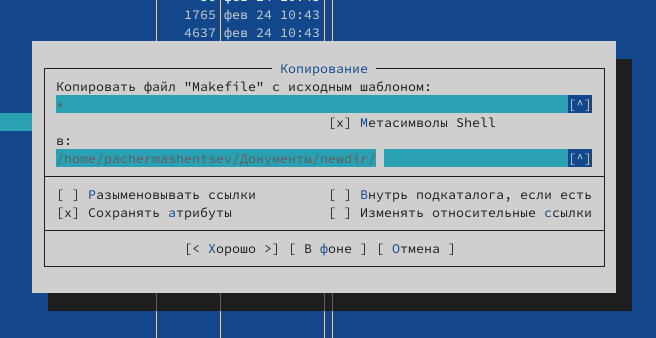 1765 фев 24 10:43
4637 фев 24 10:43
Копирование
Копировать файл "Makefile" с исходным шаблоном:
* [^]
[x] Метасимволы Shell
в:
/home/pachermashentsev/Документы/newdir/ [^]
[ ] Разыменовывать ссылки [ ] Внутрь подкаталога, если есть
[x] Сохранять атрибуты [ ] Изменять относительные ссылки
[< Хорошо >] [ В фоне ] [ Отмена ]